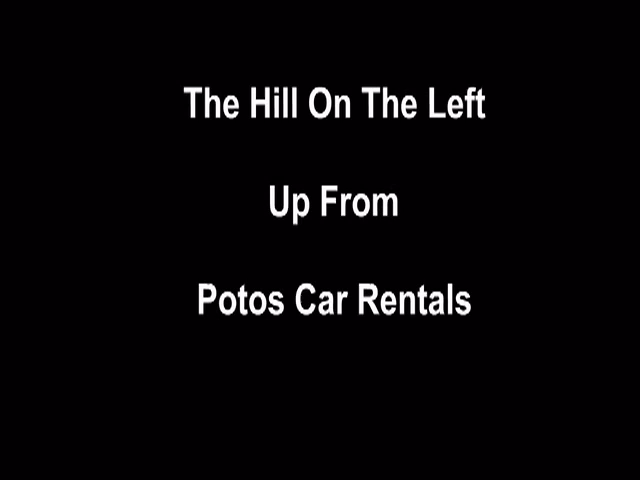 The Hill On The Left
Up From
Potos Car Rentals